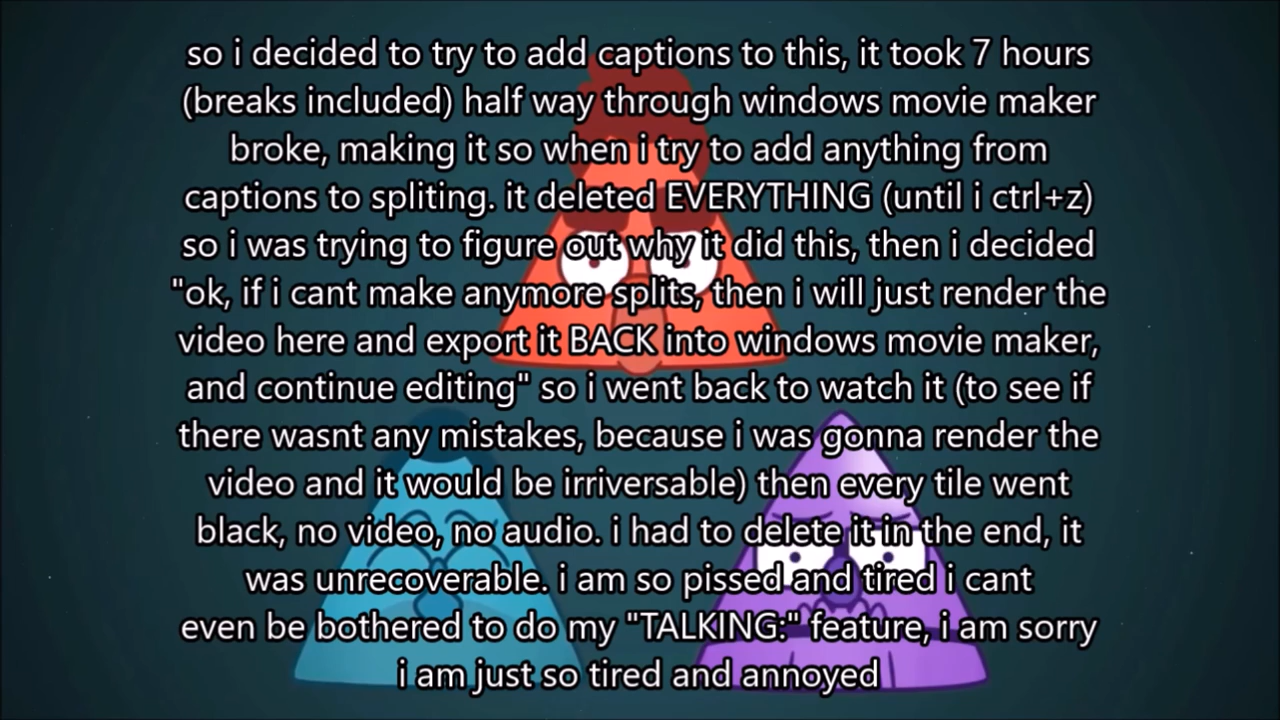 so i decided to try to add captions to this, it took 7 hours
(breaks included) half way through windows movie maker
broke, making it so when i try to add anything from
captions to spliting. it deleted EVERYTHING (until i ctrl+z)
so i was trying to figure out why it did this, then i decided
"ok, if i cant make anymore splits, then i will just render the
video here and export it BACK into windows movie maker,
and continue editing" so i went back to watch it (to see if
there wasnt any mistakes, because i was gonna render the
video and it would be irriversable) then every tile went
black, no video, no audio. i had to delete it in the end, it
was unrecoverable. i am so pissed and tired i cant
even be bothered to do my "TALKING:" feature, i am sorry
i am just so tired and annoyed